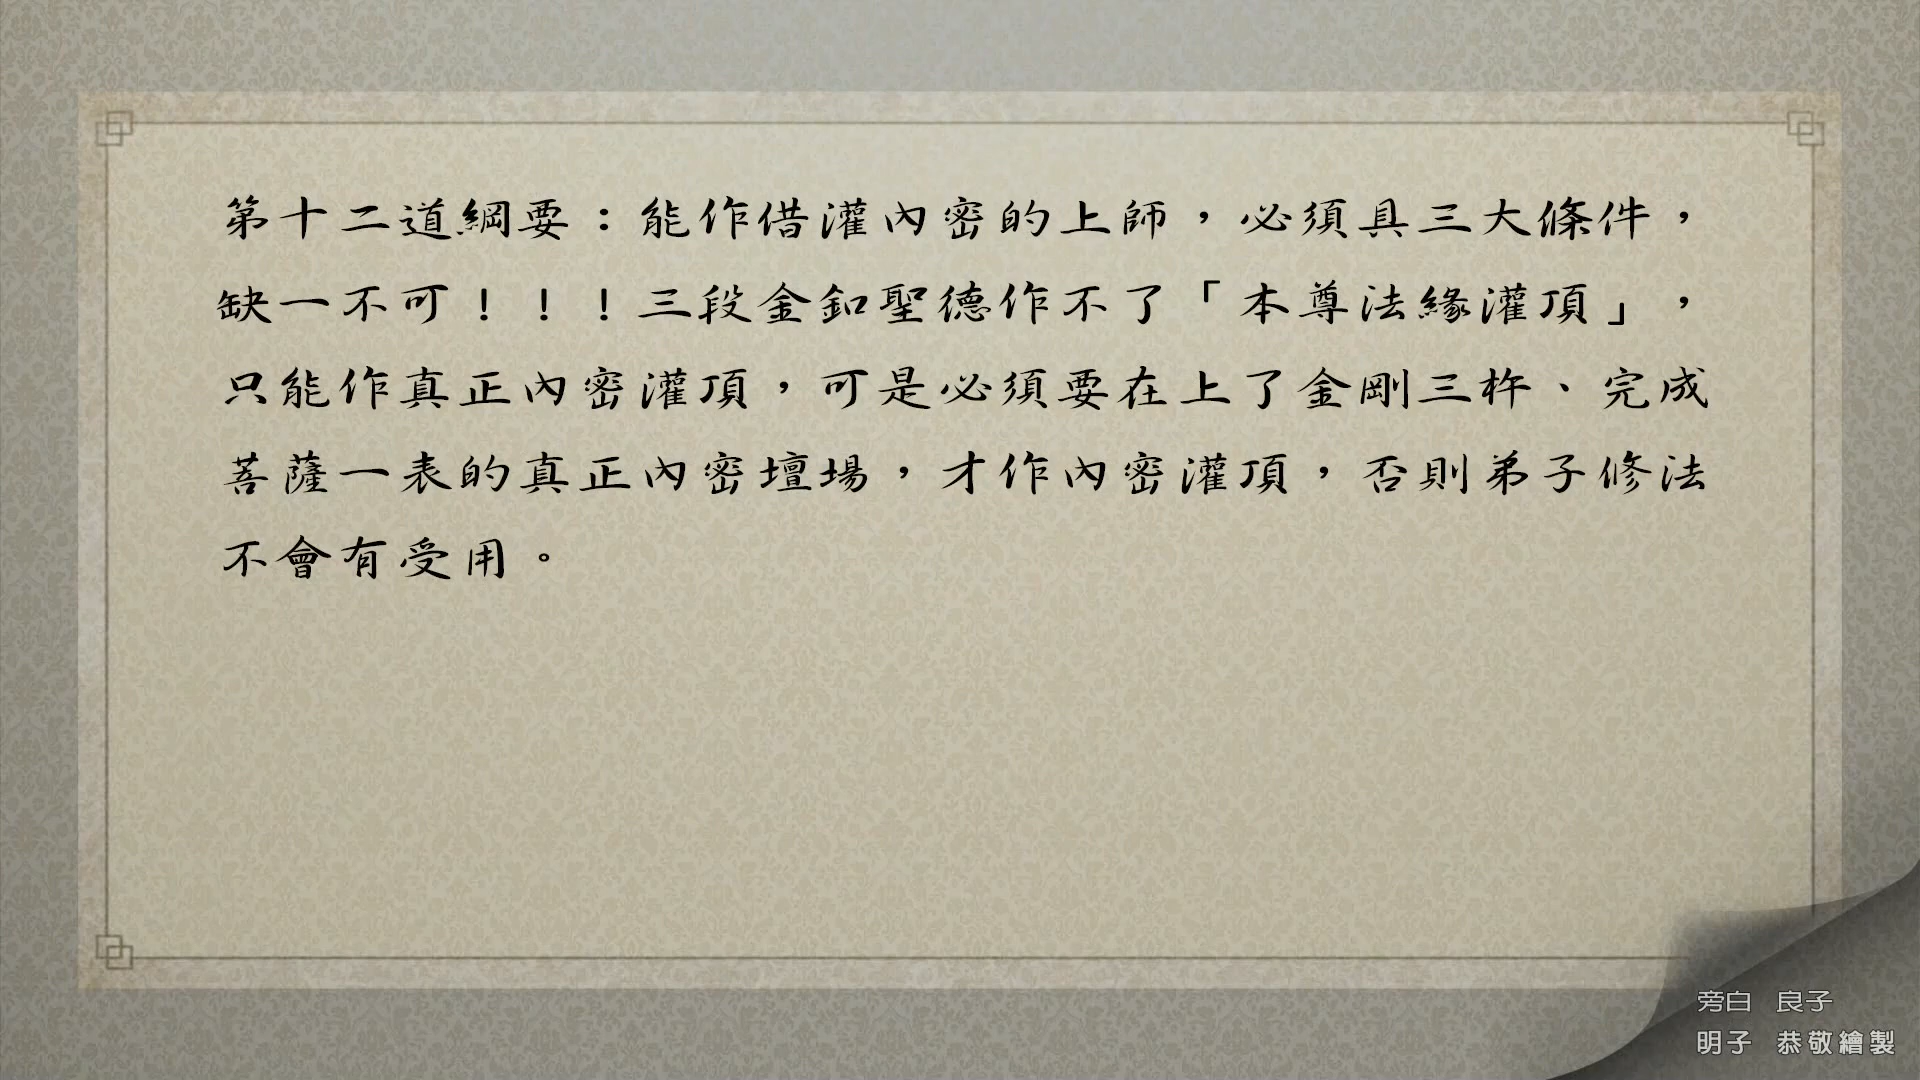 第十二道綱要：能作借灌內密的上師，必須具三大條件，
缺一不可！！！三段金釦聖德作不了「本尊法緣灌頂」，
只能作真正內密灌頂，可是必須要在上了金剛三杵、完成
菩薩一表的真正內密壇場，才作內密灌頂，否則弟子修法
不會有受用。
旁白 良子
明子 恭敬繪製